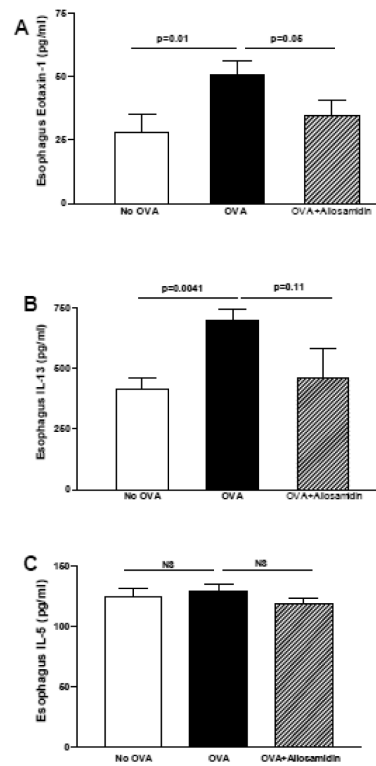 A
Esophagus Eotaxin-1 (pg/ml)
75
50
25
0
p=0.01
p=0.05
No OVA
OVA
OVA+Allosamidin
B
Esophagus IL-13 (pg/ml)
750
500
250
0
p=0.0041
p=0.11
No OVA
OVA
OVA+Allosamidin
C
Esophagus IL-5 (pg/ml)
150
100
50
0
NS
NS
No OVA
OVA
OVA+Allosamidin